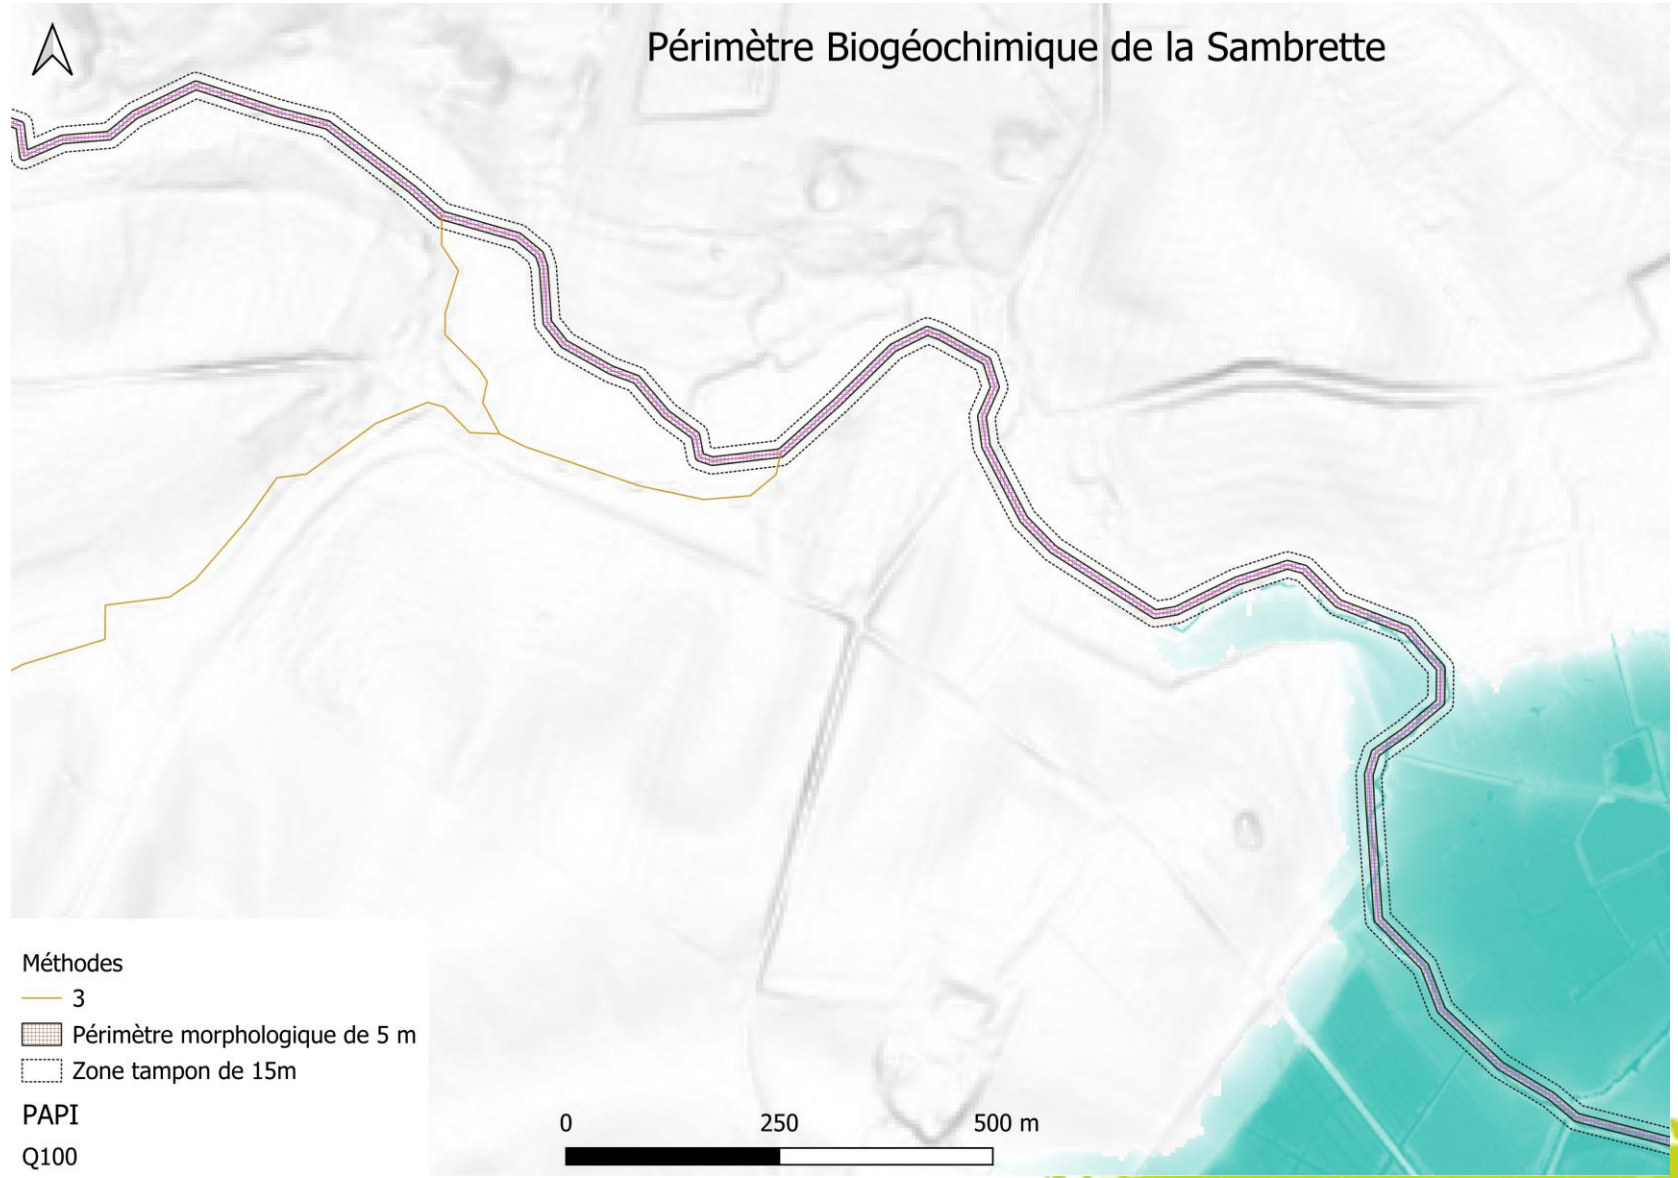 Périmètre Biogéochimique de la Sambrette
Méthodes
3
Périmètre morphologique de 5 m
Zone tampon de 15m
PAPI
Q100
0 250 500 m